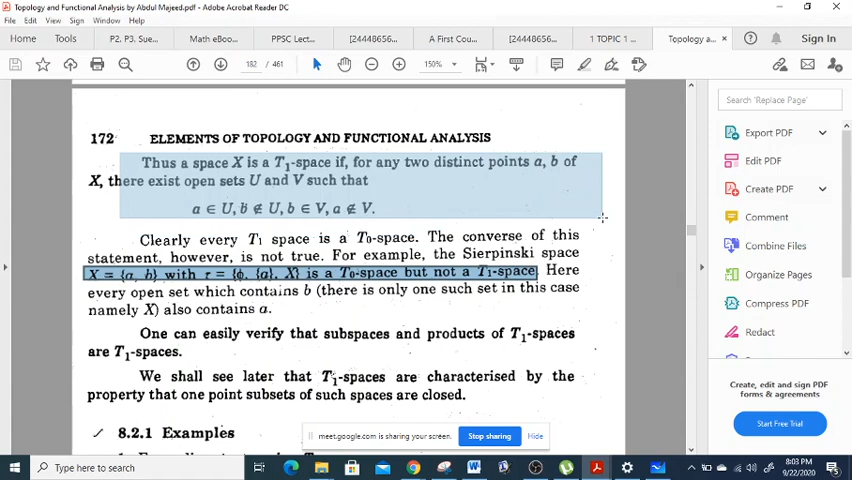 Topology and Functional Analysis by Abdul Majeed.pdf - Adobe Acrobat Reader DC
File Edit View Sign Window Help
Home Tools P2. P3. Sue... Math eBoo... PPSC Lectu... [24448656... A First Cou... [24448656... 1 TOPIC 1 ... Topology a... Sign In
182 / 461 150%
172 ELEMENTS OF TOPOLOGY AND FUNCTIONAL ANALYSIS
Thus a space X is a T₁-space if, for any two distinct points a, b of
X, there exist open sets U and V such that
a ∈ U, b ∉ U, b ∈ V, a ∉ V.
Clearly every T₁ space is a T₀-space. The converse of this
statement, however, is not true. For example, the Sierpinski space
X = {a, b} with τ = {ϕ, {a}, X} is a T₀-space but not a T₁-space. Here
every open set which contains b (there is only one such set in this case
namely X) also contains a.
One can easily verify that subspaces and products of T₁-spaces
are T₁-spaces.
We shall see later that T₁-spaces are characterised by the
property that one point subsets of such spaces are closed.
8.2.1 Examples
Search 'Replace Page'
Export PDF
Edit PDF
Create PDF
Comment
Combine Files
Organize Pages
Compress PDF
Redact
Create, edit and sign PDF
forms & agreements
Start Free Trial
meet.google.com is sharing your screen. Stop sharing Hide
Type here to search
8:03 PM
9/22/2020